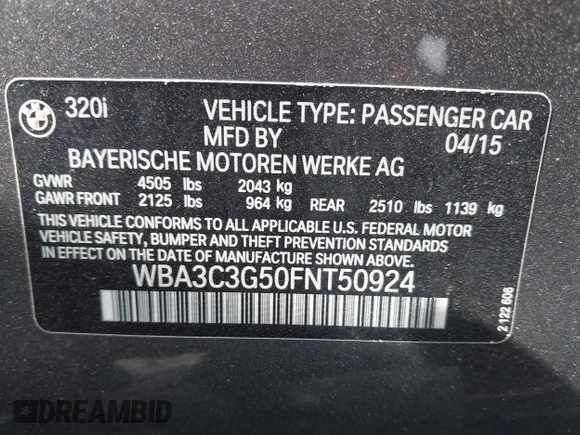 BMW
320i VEHICLE TYPE: PASSENGER CAR
MFD BY 04/15
BAYERISCHE MOTOREN WERKE AG
GVWR 4505 lbs 2043 kg
GAWR FRONT 2125 lbs 964 kg REAR 2510 lbs 1139 kg
THIS VEHICLE CONFORMS TO ALL APPLICABLE U.S. FEDERAL MOTOR
VEHICLE SAFETY, BUMPER AND THEFT PREVENTION STANDARDS
IN EFFECT ON THE DATE OF MANUFACTURE SHOWN ABOVE.
WBA3C3G50FNT50924
2 122 606
DREAMBID